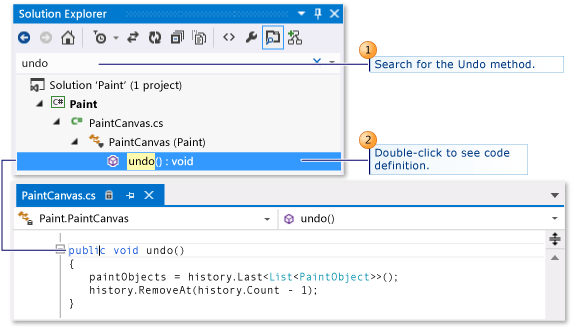 Solution Explorer
1
undo
Search for the Undo method.
Solution 'Paint' (1 project)
C# Paint
C# PaintCanvas.cs
PaintCanvas (Paint)
2
undo() : void
Double-click to see code
definition.
PaintCanvas.cs
Paint.PaintCanvas
undo()
public void undo()
{
paintObjects = history.Last<List<PaintObject>>();
history.RemoveAt(history.Count - 1);
}